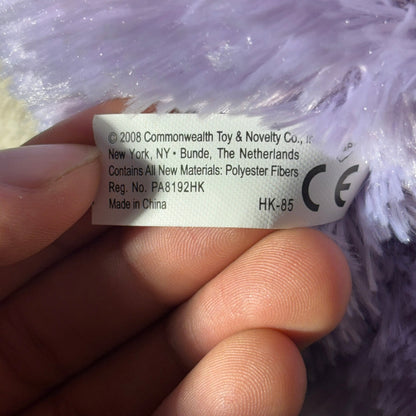 © 2008 Commonwealth Toy & Novelty Co.,
New York, NY • Bunde, The Netherlands
Contains All New Materials: Polyester Fibers
Reg. No. PA8192HK
Made in China HK-85 CE